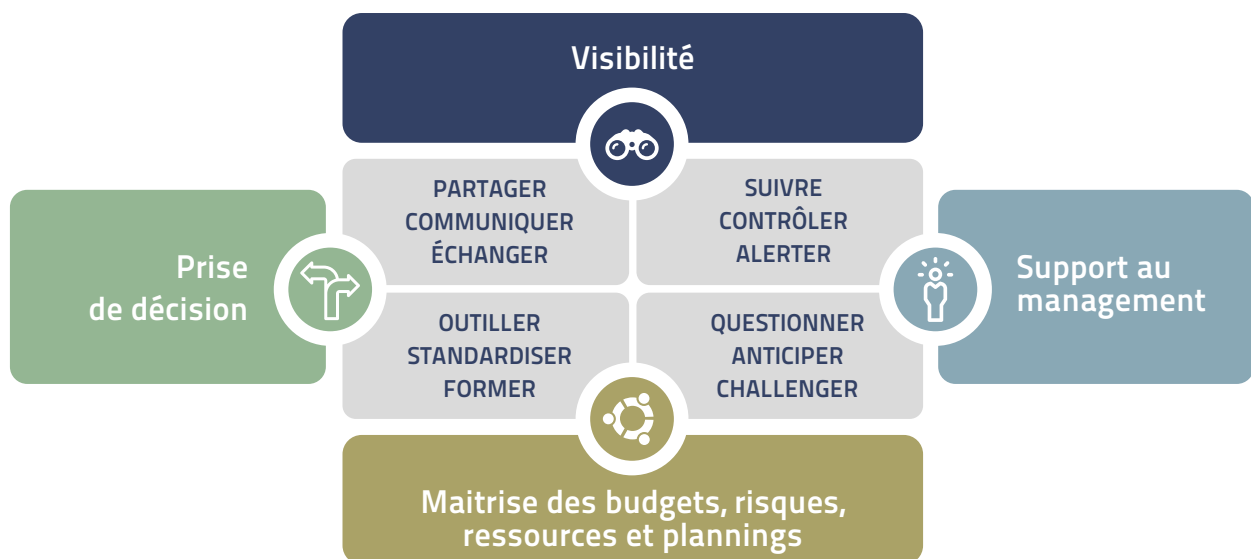 Visibilité
PARTAGER
COMMUNIQUER
ÉCHANGER
SUIVRE
CONTRÔLER
ALERTER
Prise
de décision
Support au
management
OUTILLER
STANDARDISER
FORMER
QUESTIONNER
ANTICIPER
CHALLENGER
Maitrise des budgets, risques,
ressources et plannings